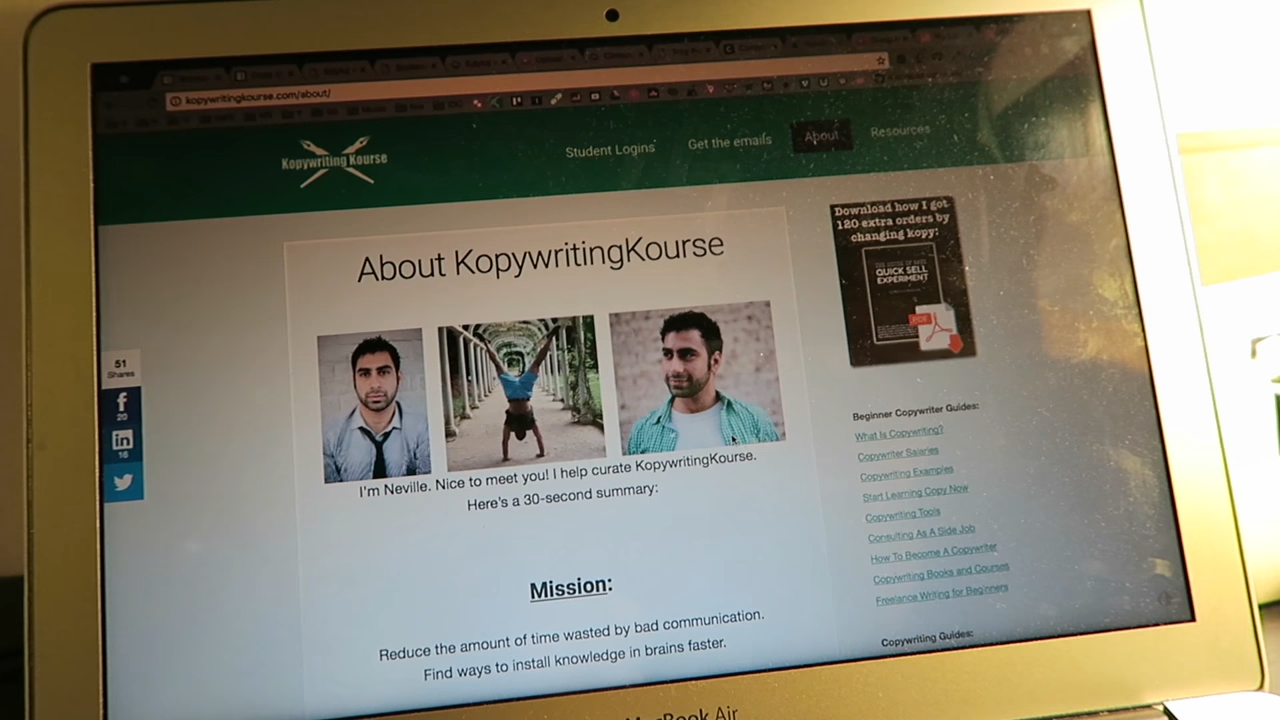 kopywritingkourse.com/about/
Kopywriting Kourse
Student Logins
Get the emails
About
Resources
About KopywritingKourse
51
Shares
20
16
I'm Neville. Nice to meet you! I help curate KopywritingKourse.
Here's a 30-second summary:
Mission:
Reduce the amount of time wasted by bad communication.
Find ways to install knowledge in brains faster.
Download how I got
120 extra orders by
changing kopy:
QUICK SELL
EXPERIMENT
PDF
Beginner Copywriter Guides:
What Is Copywriting?
Copywriter Salaries
Copywriting Examples
Start Learning Copy Now
Copywriting Tools
Consulting As A Side Job
How To Become A Copywriter
Copywriting Books and Courses
Freelance Writing for Beginners
Copywriting Guides:
MacBook Air